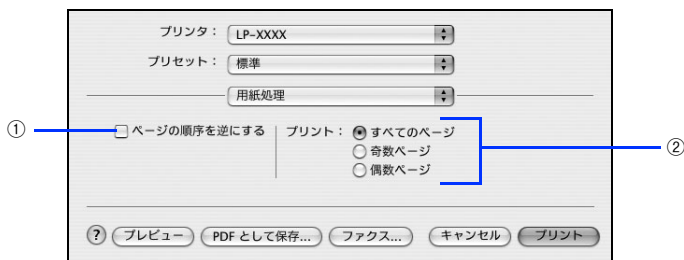 プリンタ： LP-XXXX
プリセット： 標準
用紙処理
① ページの順序を逆にする プリント： すべてのページ ②
奇数ページ
偶数ページ
? プレビュー PDF として保存... ファクス... キャンセル プリント